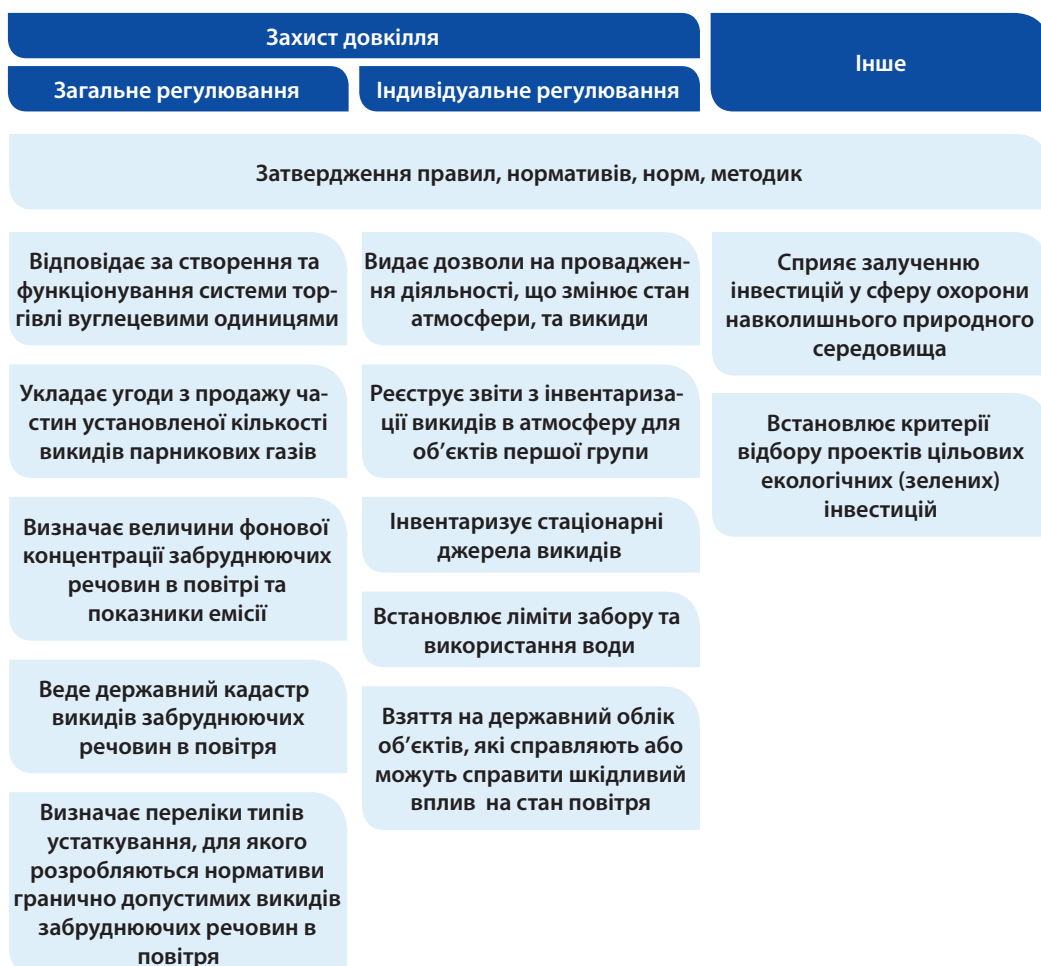 Захист довкілля
Інше
Загальне регулювання
Індивідуальне регулювання
Затвердження правил, нормативів, норм, методик
Відповідає за створення та
функціонування системи тор-
гівлі вуглецевими одиницями
Укладає угоди з продажу ча-
стин установленої кількості
викидів парникових газів
Визначає величини фонової
концентрації забруднюючих
речовин в повітрі та
показники емісії
Веде державний кадастр
викидів забруднюючих
речовин в повітря
Визначає переліки типів
устаткування, для якого
розробляються нормативи
гранично допустимих викидів
забруднюючих речовин в
повітря
Видає дозволи на проваджен-
ня діяльності, що змінює стан
атмосфери, та викиди
Реєструє звіти з інвентариза-
ції викидів в атмосферу для
об’єктів першої групи
Інвентаризує стаціонарні
джерела викидів
Встановлює ліміти забору та
використання води
Взяття на державний облік
об’єктів, які справляють або
можуть справити шкідливий
вплив на стан повітря
Сприяє залученню
інвестицій у сферу охорони
навколишнього природного
середовища
Встановлює критерії
відбору проектів цільових
екологічних (зелених)
інвестицій